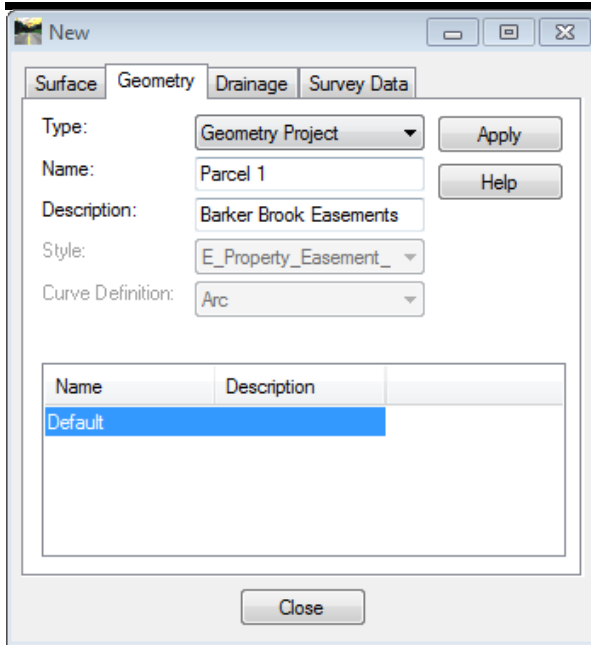 New
Surface Geometry Drainage Survey Data
Type: Geometry Project Apply
Name: Parcel 1 Help
Description: Barker Brook Easements
Style: E_Property_Easement_
Curve Definition: Arc
Name Description
Default
Close